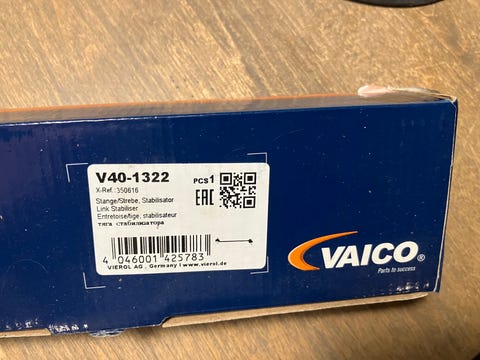 V40-1322
PCS 1
X-Ref.: 350616
EAC
Stange/Strebe, Stabilisator
Link Stabiliser
Entretoise/tige, stabilisateur
тяга стабилизатора
4 046001 425783
VIEROL AG , Germany I www.vierol.de
VAICO®
Parts to success